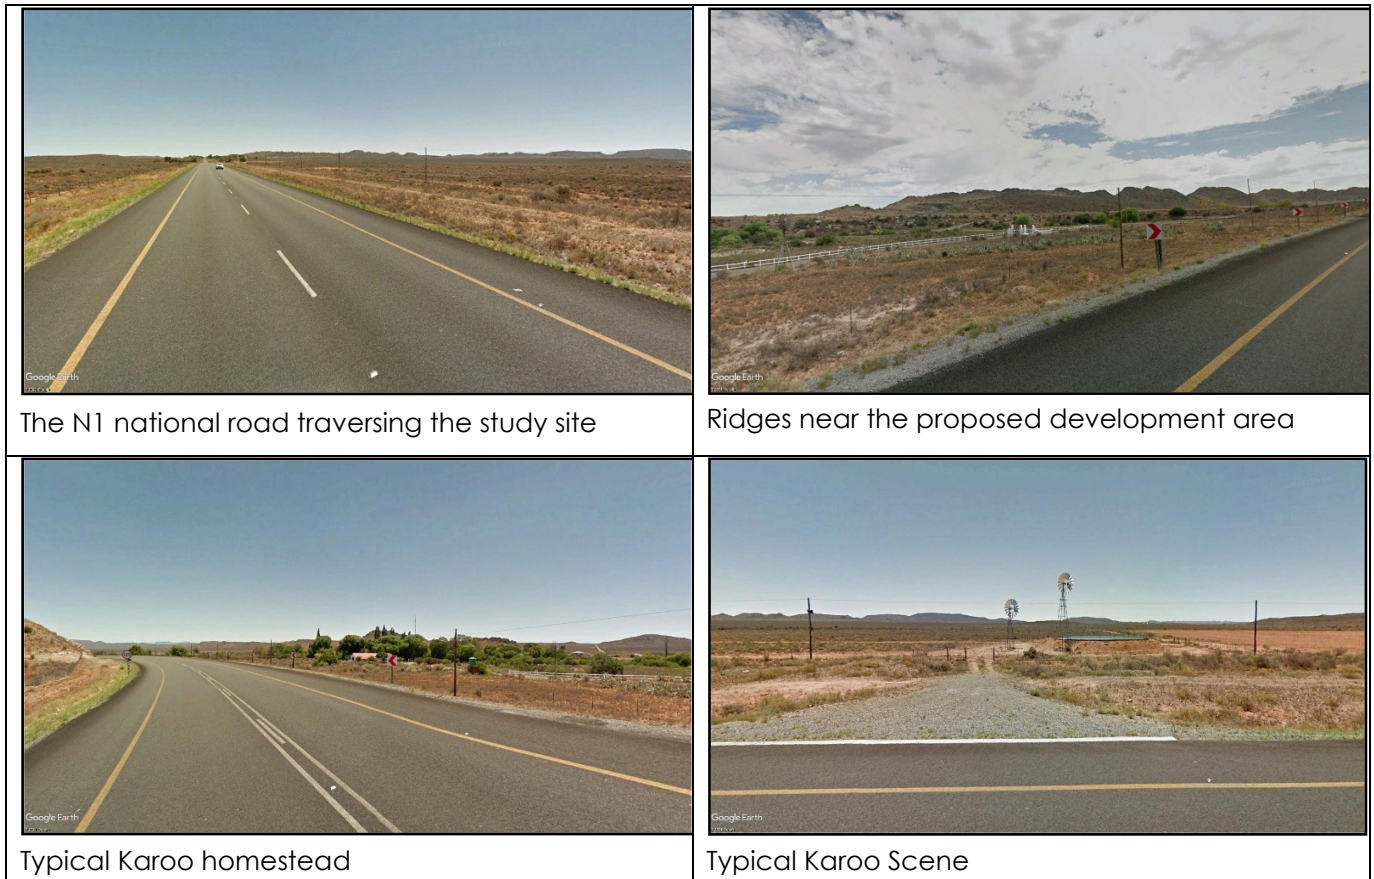 Google Earth
Google Earth
The N1 national road traversing the study site
Ridges near the proposed development area
Google Earth
Google Earth
Typical Karoo homestead
Typical Karoo Scene